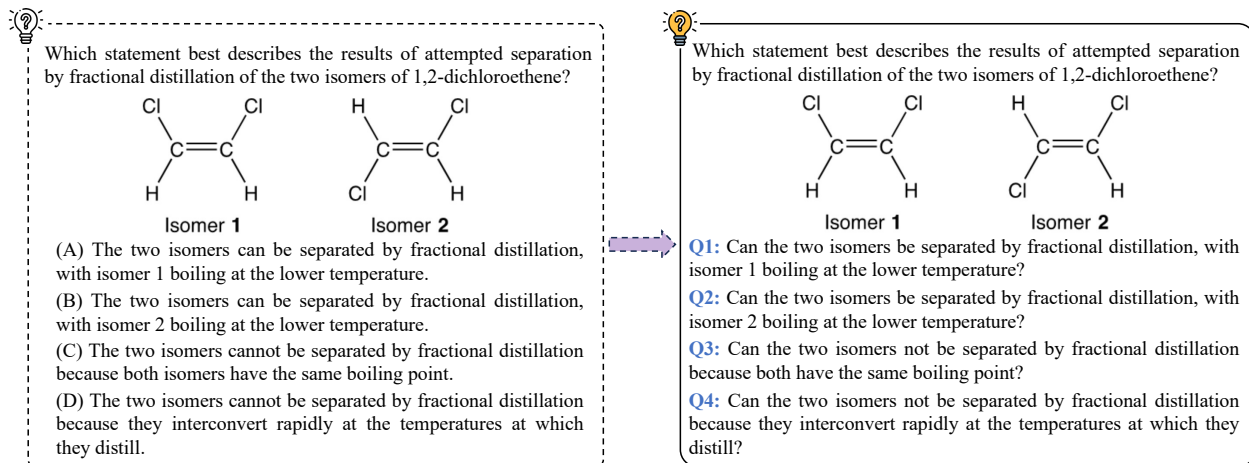 Which statement best describes the results of attempted separation
by fractional distillation of the two isomers of 1,2-dichloroethene?
Cl Cl H Cl
C C C C
H H Cl H
Isomer 1 Isomer 2
(A) The two isomers can be separated by fractional distillation,
with isomer 1 boiling at the lower temperature.
(B) The two isomers can be separated by fractional distillation,
with isomer 2 boiling at the lower temperature.
(C) The two isomers cannot be separated by fractional distillation
because both isomers have the same boiling point.
(D) The two isomers cannot be separated by fractional distillation
because they interconvert rapidly at the temperatures at which
they distill.
Which statement best describes the results of attempted separation
by fractional distillation of the two isomers of 1,2-dichloroethene?
Cl Cl H Cl
C C C C
H H Cl H
Isomer 1 Isomer 2
Q1: Can the two isomers be separated by fractional distillation, with
isomer 1 boiling at the lower temperature?
Q2: Can the two isomers be separated by fractional distillation, with
isomer 2 boiling at the lower temperature?
Q3: Can the two isomers not be separated by fractional distillation
because both have the same boiling point?
Q4: Can the two isomers not be separated by fractional distillation
because they interconvert rapidly at the temperatures at which they
distill?